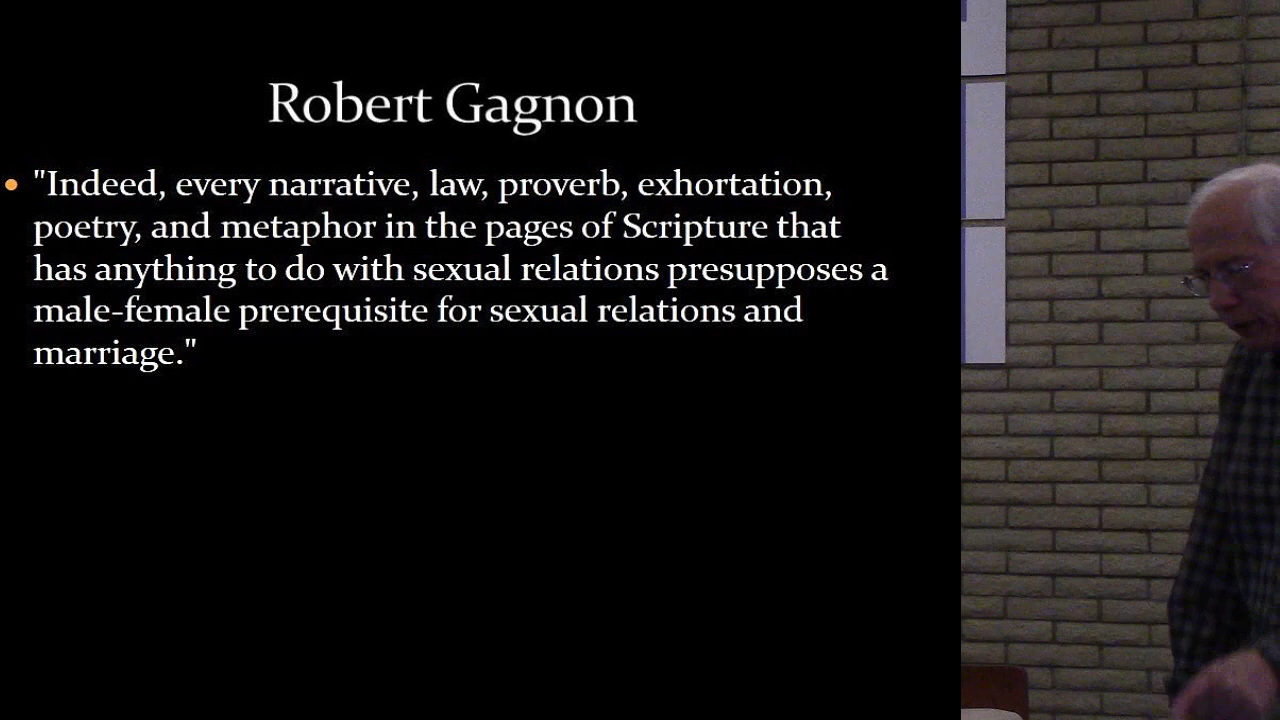 Robert Gagnon
"Indeed, every narrative, law, proverb, exhortation,
poetry, and metaphor in the pages of Scripture that
has anything to do with sexual relations presupposes a
male-female prerequisite for sexual relations and
marriage."